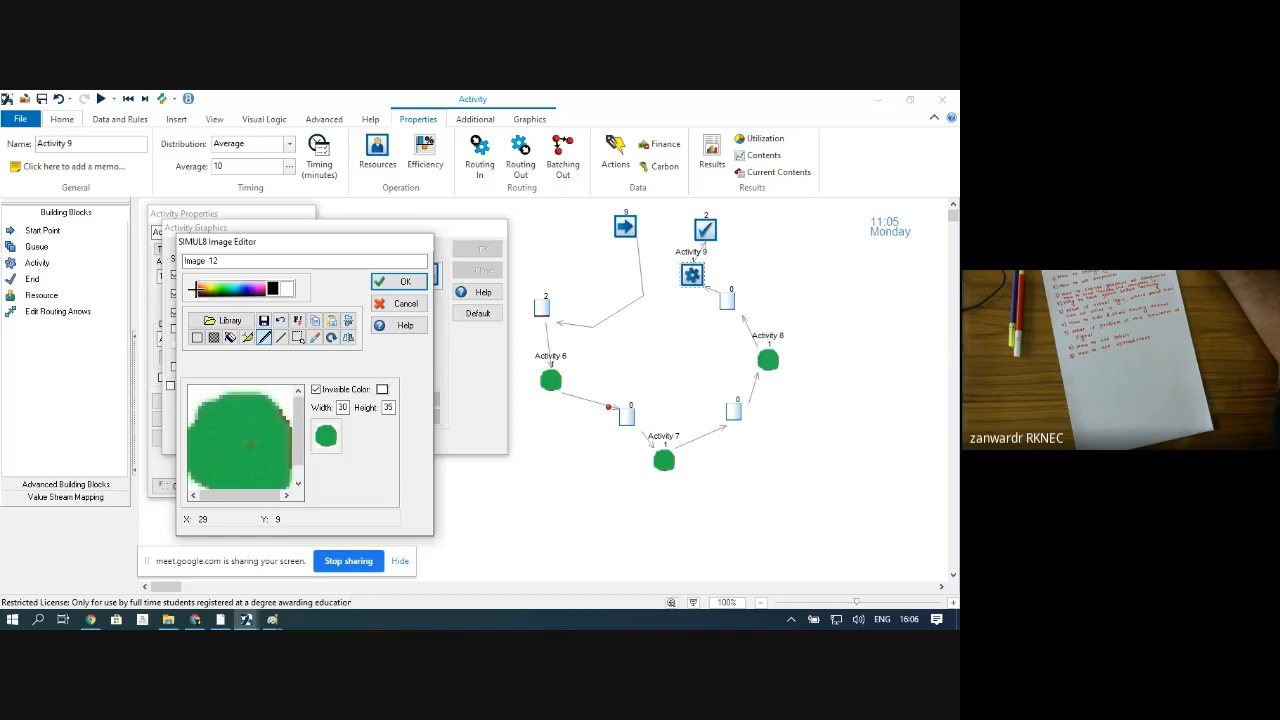 Activity
File
Home
Data and Rules
Insert
View
Visual Logic
Advanced
Help
Properties
Additional
Graphics
Name: Activity 9
Click here to add a memo...
General
Distribution: Average
Average: 10
Timing
(minutes)
Timing
Resources
Efficiency
Operation
Routing
In
Routing
Out
Batching
Out
Routing
Actions
Finance
Carbon
Data
Results
Utilization
Contents
Current Contents
Results
Building Blocks
Start Point
Queue
Activity
End
Resource
Edit Routing Arrows
Advanced Building Blocks
Value Stream Mapping
Activity Properties
Activity Graphics
SIMUL8 Image Editor
Image 12
OK
Cancel
Help
Library
Invisible Color:
Width: 30 Height: 35
X: 29 Y: 9
OK
Close
Help
Default
9
2
Activity 9
1
0
2
Activity 8
1
Activity 6
1
0
0
Activity 7
1
11:05
Monday
meet.google.com is sharing your screen.
Stop sharing
Hide
Restricted License: Only for use by full time students registered at a degree awarding educatior
100%
ENG
16:06
zanwardr RKNEC